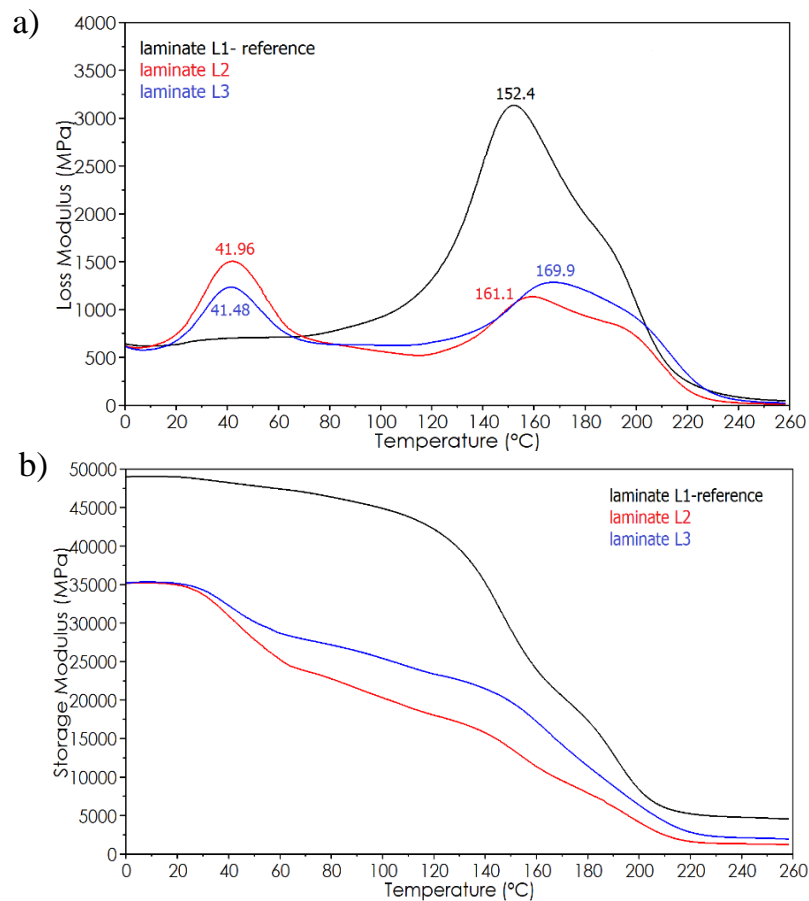 a)
4000
3500
3000
2500
2000
1500
1000
500
0
Loss Modulus (MPa)
laminate L1- reference
laminate L2
laminate L3
152.4
41.96
41.48
161.1
169.9
0 20 40 60 80 100 120 140 160 180 200 220 240 260
Temperature (ºC)
b)
50000
45000
40000
35000
30000
25000
20000
15000
10000
5000
0
Storage Modulus (MPa)
laminate L1-reference
laminate L2
laminate L3
0 20 40 60 80 100 120 140 160 180 200 220 240 260
Temperature (ºC)